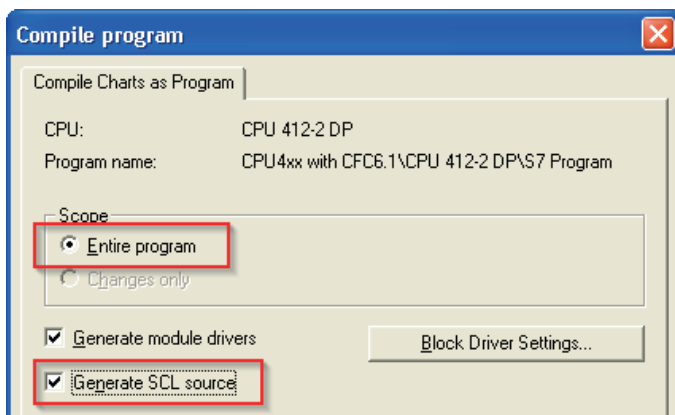 Compile program
Compile Charts as Program
CPU: CPU 412-2 DP
Program name: CPU4xx with CFC6.1\CPU 412-2 DP\S7 Program
Scope
Entire program
Changes only
Generate module drivers Block Driver Settings...
Generate SCL source